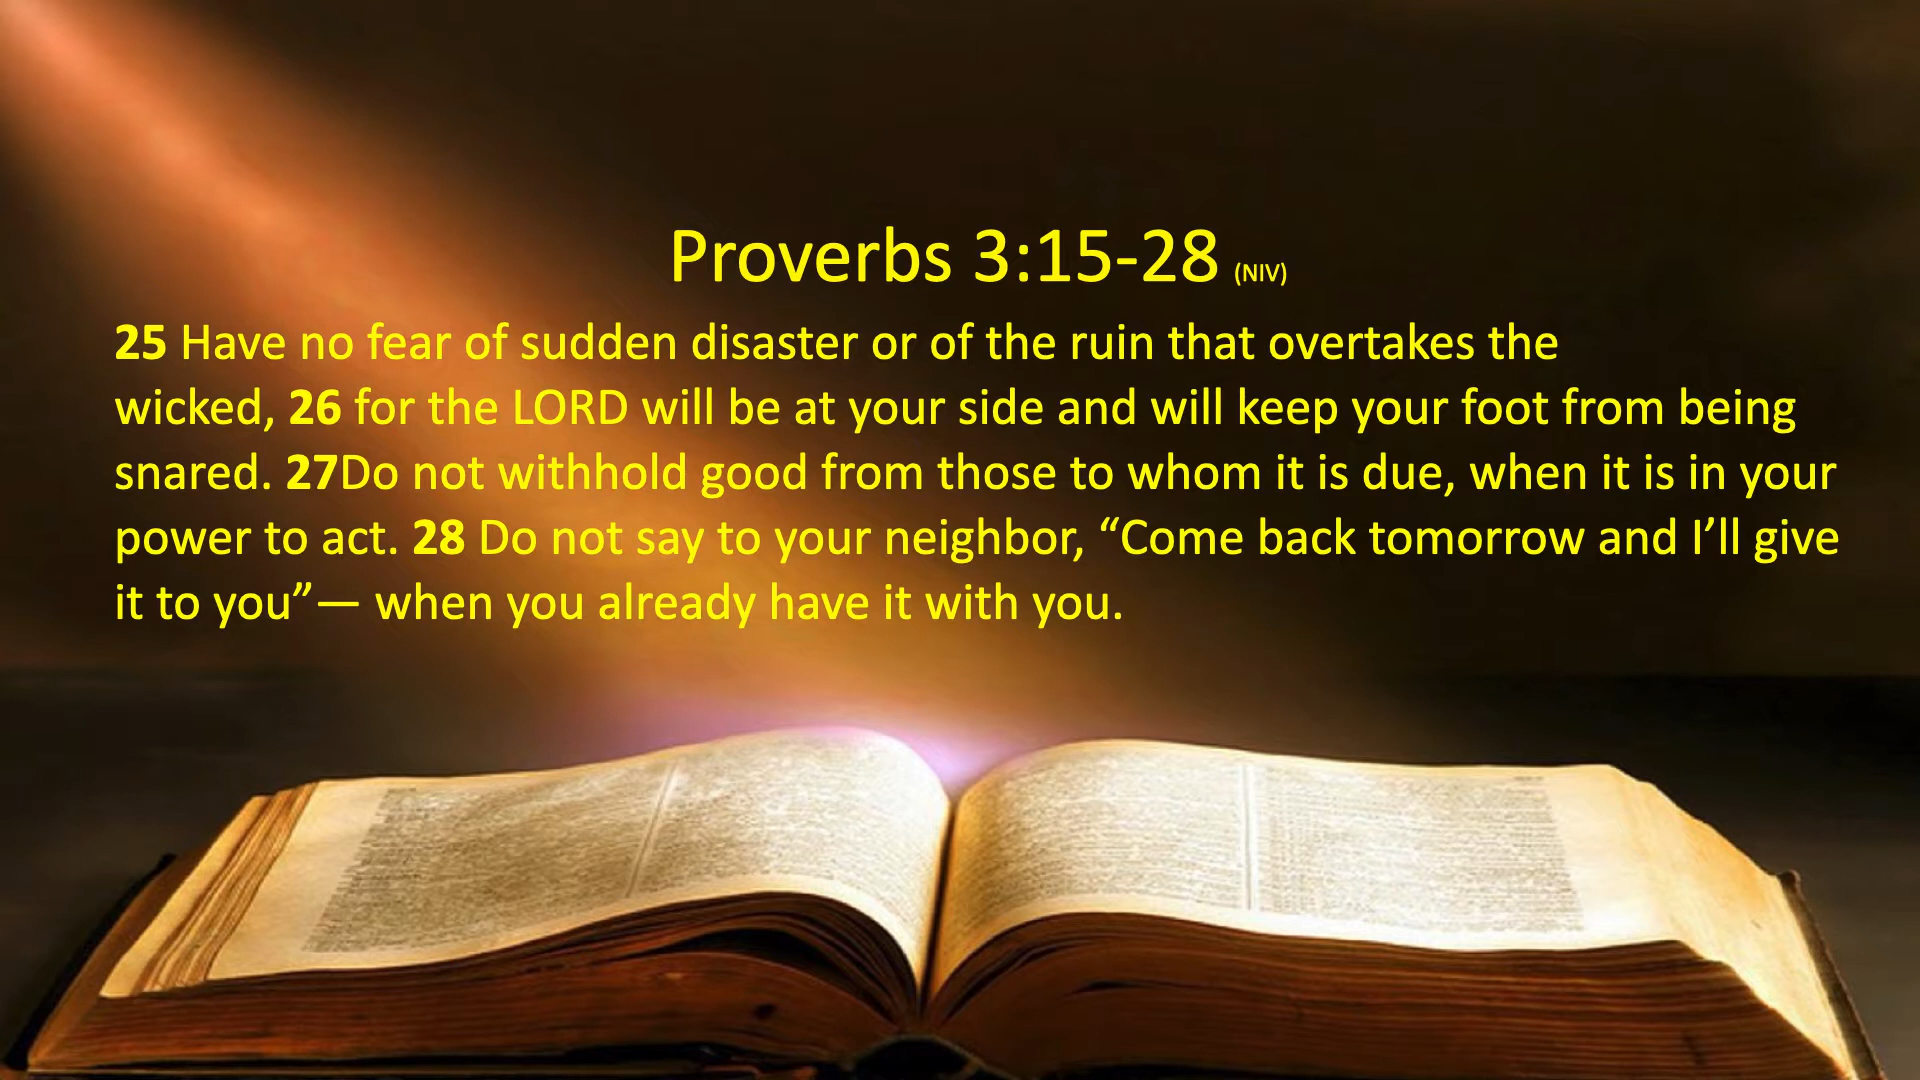 Proverbs 3:15-28 (NIV)
25 Have no fear of sudden disaster or of the ruin that overtakes the
wicked, 26 for the LORD will be at your side and will keep your foot from being
snared. 27Do not withhold good from those to whom it is due, when it is in your
power to act. 28 Do not say to your neighbor, “Come back tomorrow and I’ll give
it to you”— when you already have it with you.